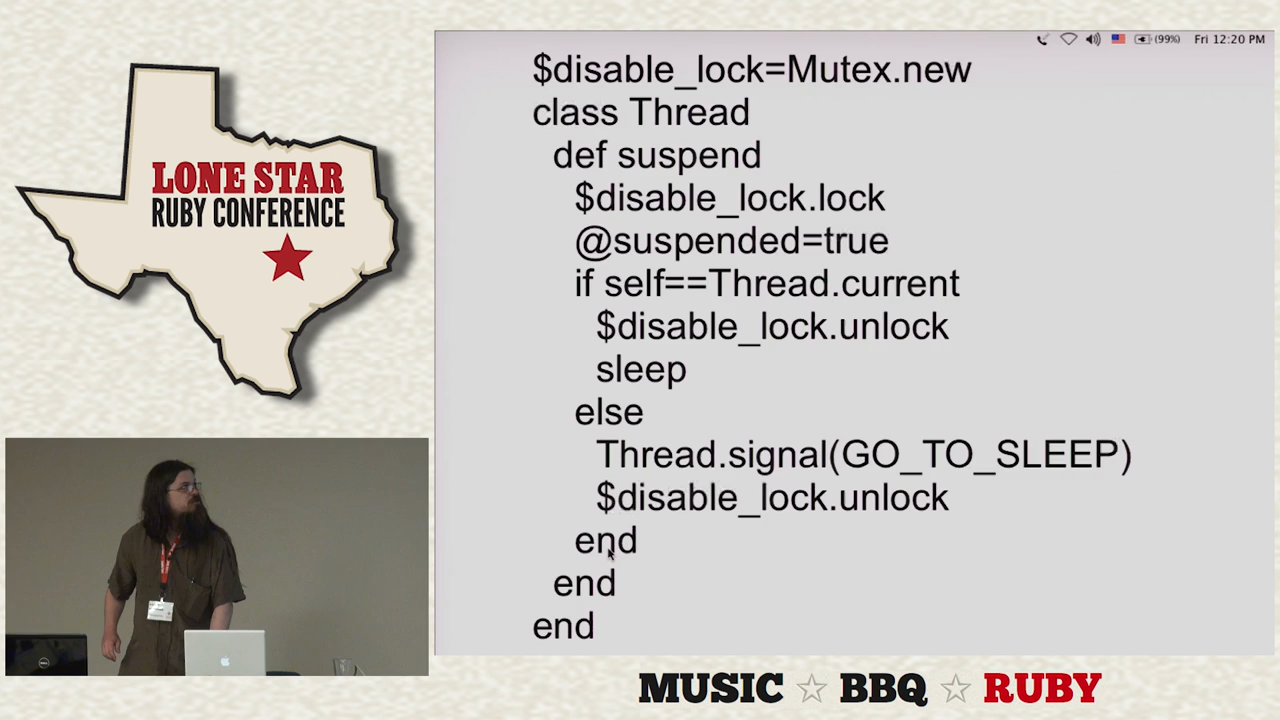 LONE STAR
RUBY CONFERENCE
(99%) Fri 12:20 PM
$disable_lock=Mutex.new
class Thread
def suspend
$disable_lock.lock
@suspended=true
if self==Thread.current
$disable_lock.unlock
sleep
else
Thread.signal(GO_TO_SLEEP)
$disable_lock.unlock
end
end
end
MUSIC ☆ BBQ ☆ RUBY